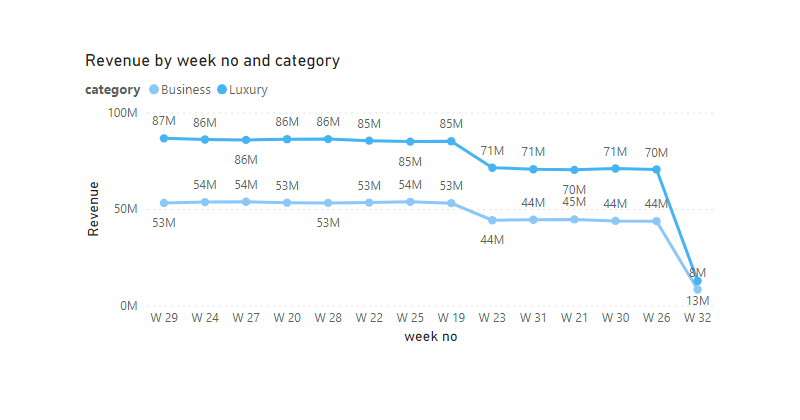 Revenue by week no and category
category Business Luxury
100M
50M
0M
Revenue
87M 86M 86M 86M 86M 85M 85M 85M 71M 71M 70M 71M 70M 13M
53M 54M 54M 53M 53M 53M 54M 53M 44M 44M 45M 44M 44M 8M
W 29 W 24 W 27 W 20 W 28 W 22 W 25 W 19 W 23 W 31 W 21 W 30 W 26 W 32
week no